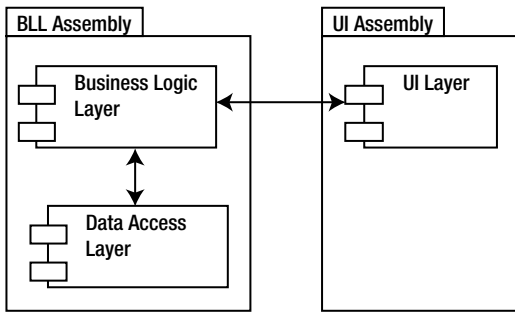 BLL Assembly
Business Logic
Layer
Data Access
Layer
UI Assembly
UI Layer